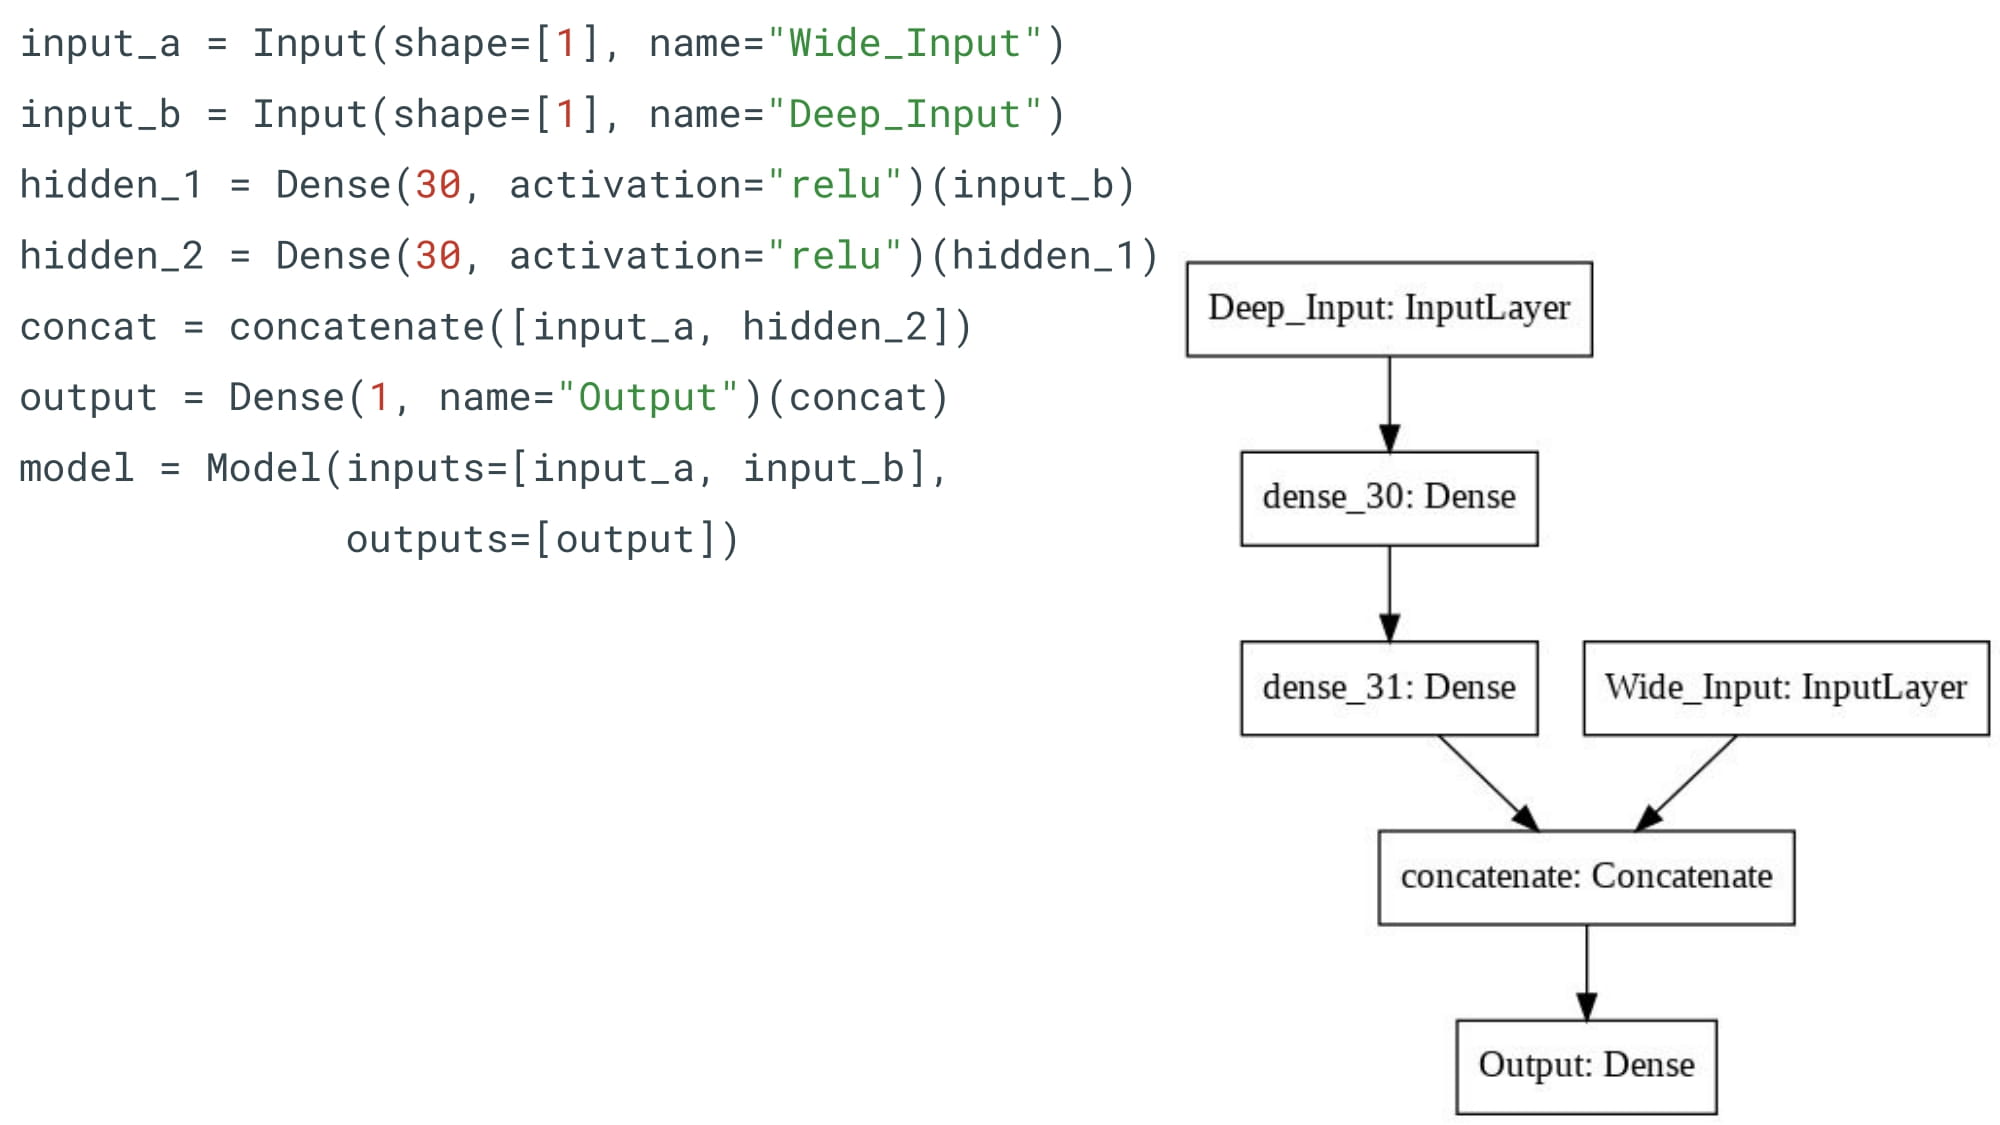 input_a = Input(shape=[1], name="Wide_Input")
input_b = Input(shape=[1], name="Deep_Input")
hidden_1 = Dense(30, activation="relu")(input_b)
hidden_2 = Dense(30, activation="relu")(hidden_1)
concat = concatenate([input_a, hidden_2])
output = Dense(1, name="Output")(concat)
model = Model(inputs=[input_a, input_b],
outputs=[output])
Deep_Input: InputLayer
dense_30: Dense
dense_31: Dense
Wide_Input: InputLayer
concatenate: Concatenate
Output: Dense